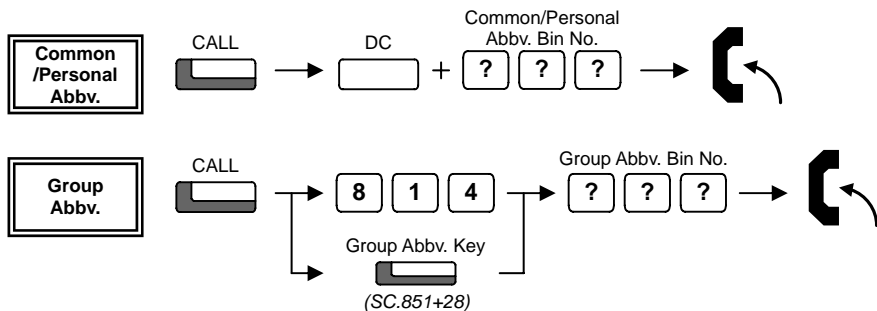 Common
/Personal
Abbv.
CALL
DC
+
Common/Personal
Abbv. Bin No.
? ? ?
Group
Abbv.
CALL
8 1 4
Group Abbv. Key
(SC.851+28)
Group Abbv. Bin No.
? ? ?